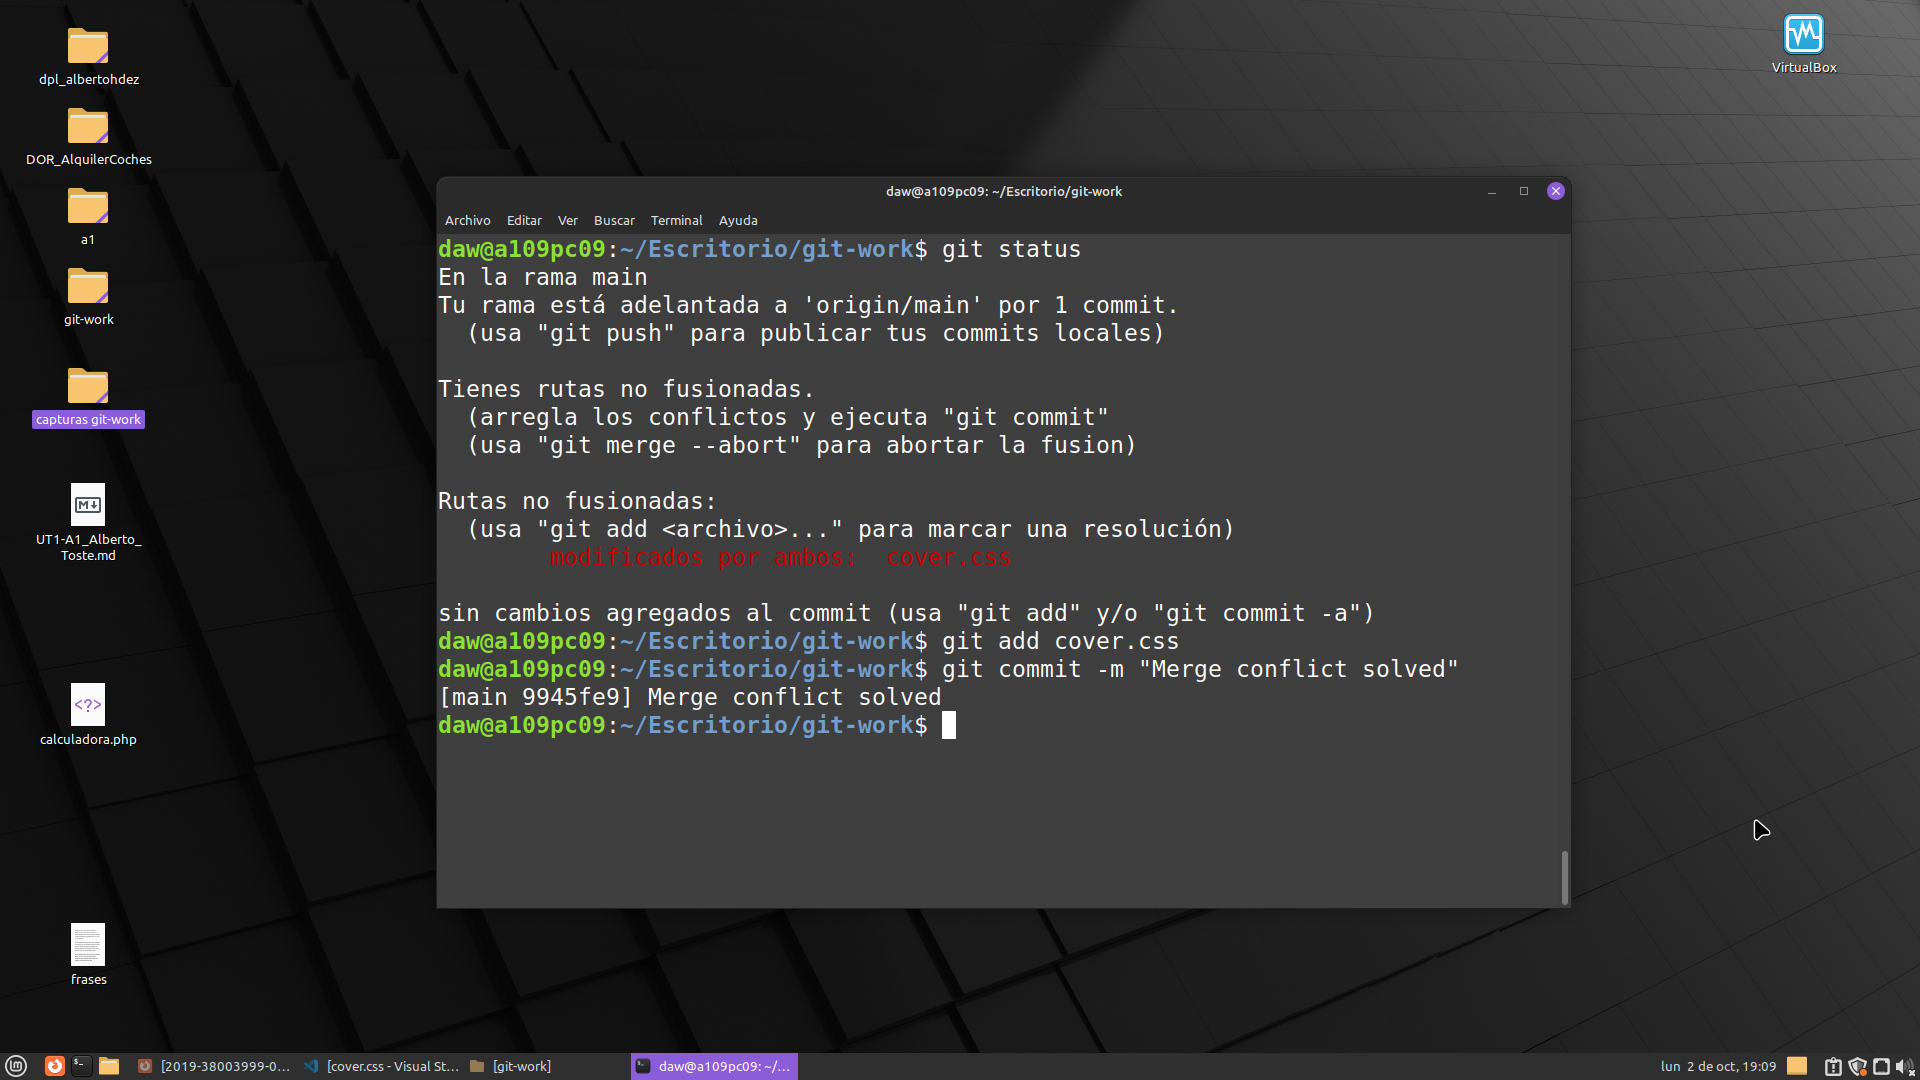 dpl_albertohdez
DOR_AlquilerCoches
a1
git-work
capturas git-work
M
UT1-A1_Alberto_
Toste.md
<?>
calculadora.php
frases
VirtualBox
daw@a109pc09: ~/Escritorio/git-work
Archivo Editar Ver Buscar Terminal Ayuda
daw@a109pc09:~/Escritorio/git-work$ git status
En la rama main
Tu rama está adelantada a 'origin/main' por 1 commit.
  (usa "git push" para publicar tus commits locales)
Tienes rutas no fusionadas.
  (arregla los conflictos y ejecuta "git commit"
  (usa "git merge --abort" para abortar la fusion)
Rutas no fusionadas:
  (usa "git add <archivo>..." para marcar una resolución)
        modificados por ambos:  cover.css
sin cambios agregados al commit (usa "git add" y/o "git commit -a")
daw@a109pc09:~/Escritorio/git-work$ git add cover.css
daw@a109pc09:~/Escritorio/git-work$ git commit -m "Merge conflict solved"
[main 9945fe9] Merge conflict solved
daw@a109pc09:~/Escritorio/git-work$
[2019-38003999-0... [cover.css - Visual St... [git-work] daw@a109pc09: ~/... lun 2 de oct, 19:09